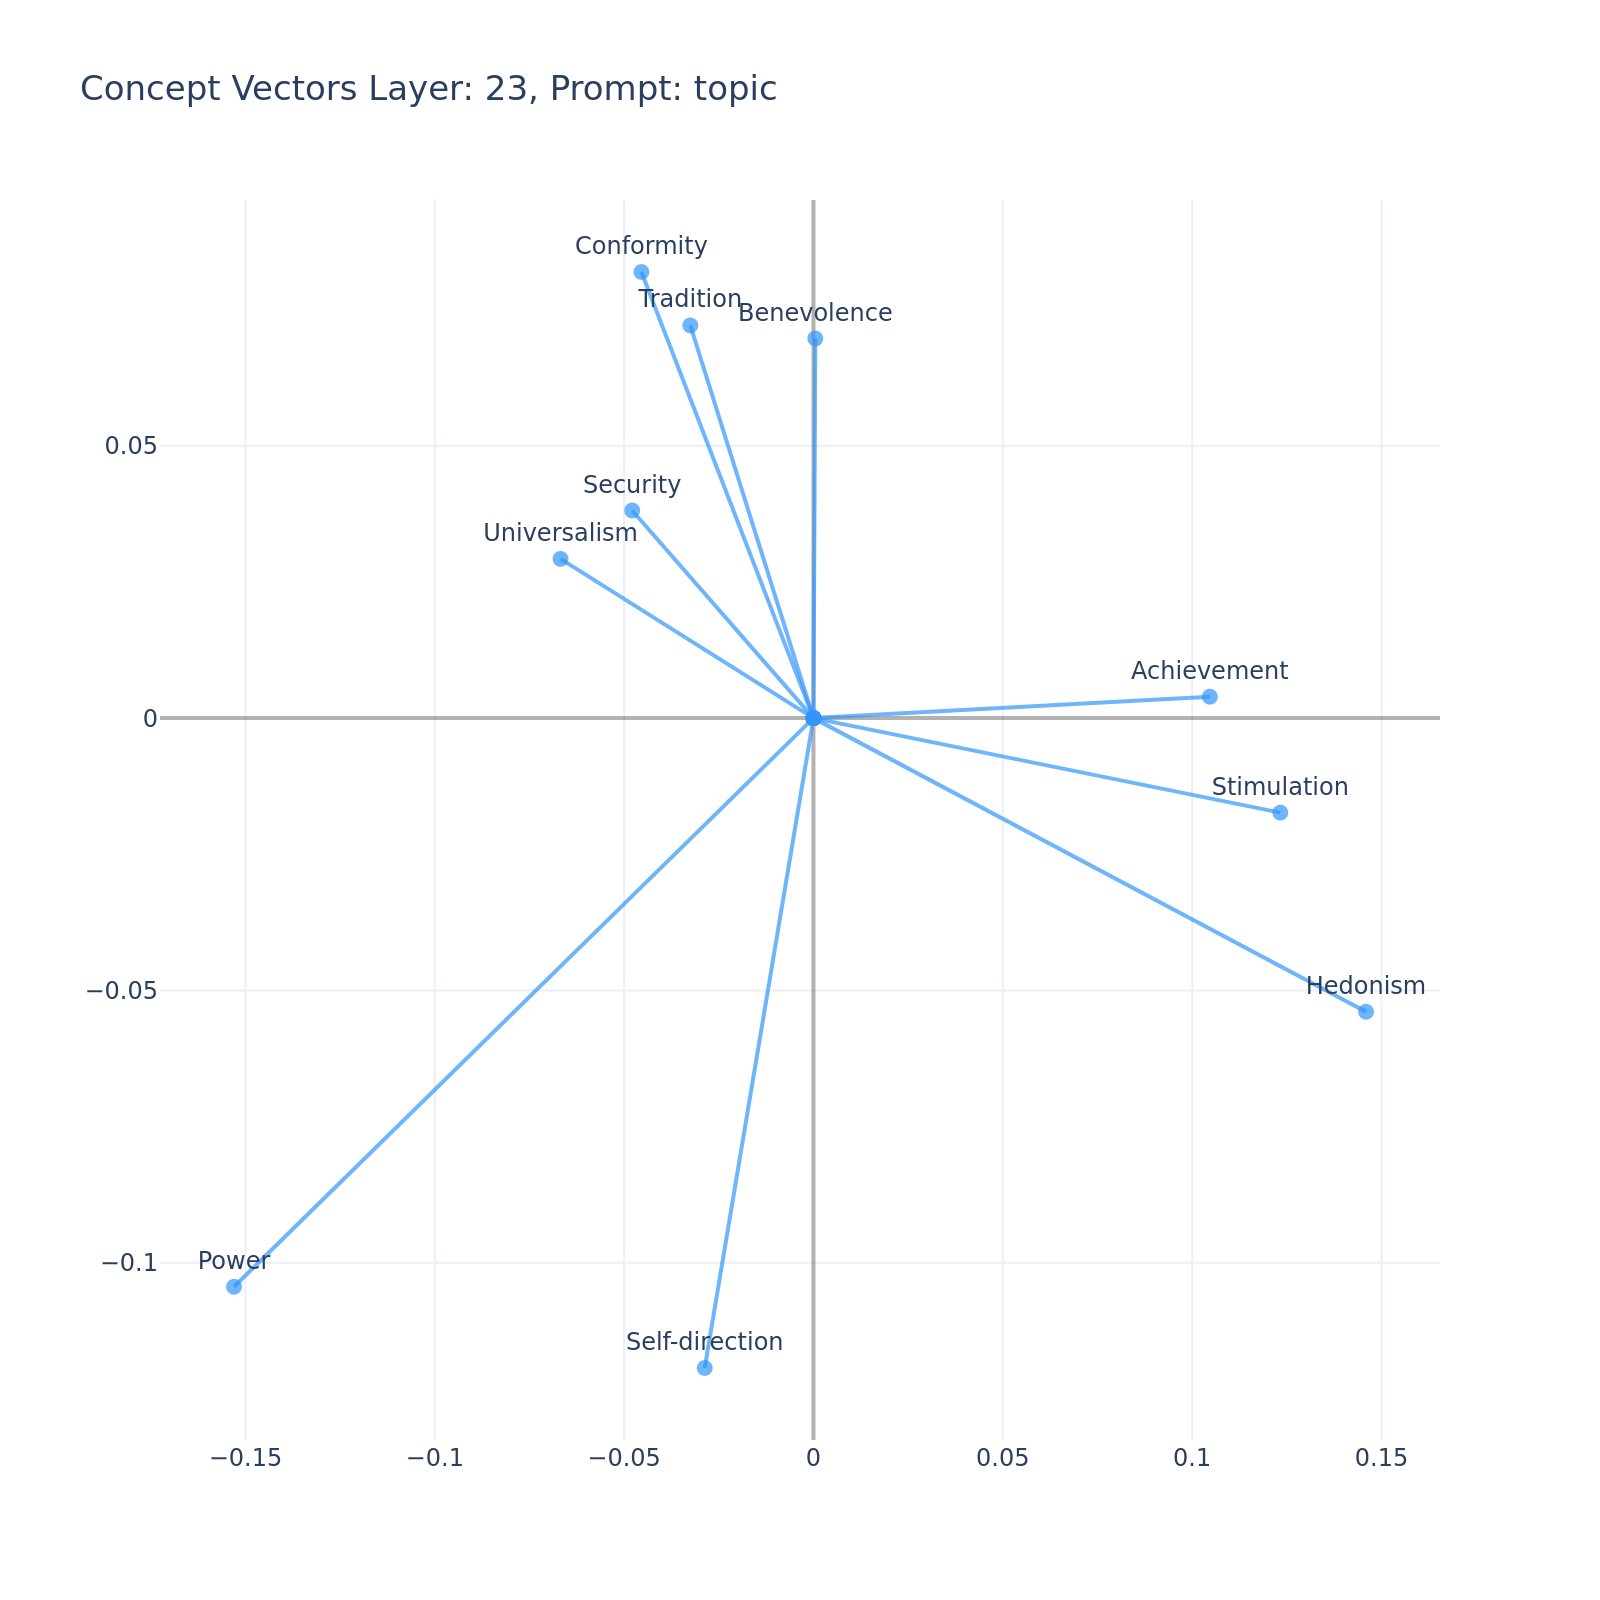 Concept Vectors Layer: 23, Prompt: topic
Conformity
Tradition
Benevolence
0.05
Security
Universalism
Achievement
0
Stimulation
Hedonism
−0.05
Power
−0.1
Self-direction
−0.15
−0.1
−0.05
0
0.05
0.1
0.15